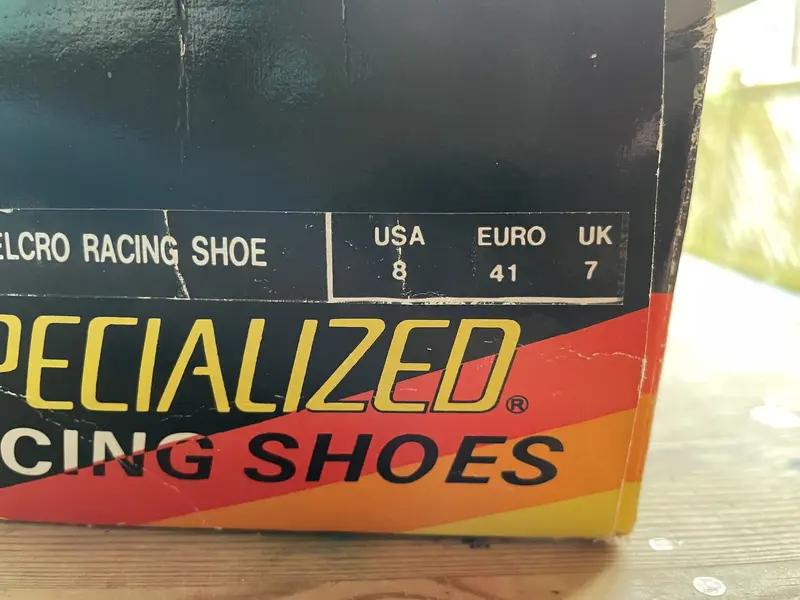 ELCRO RACING SHOE
USA EURO UK
8 41 7
PECIALIZED®
CING SHOES